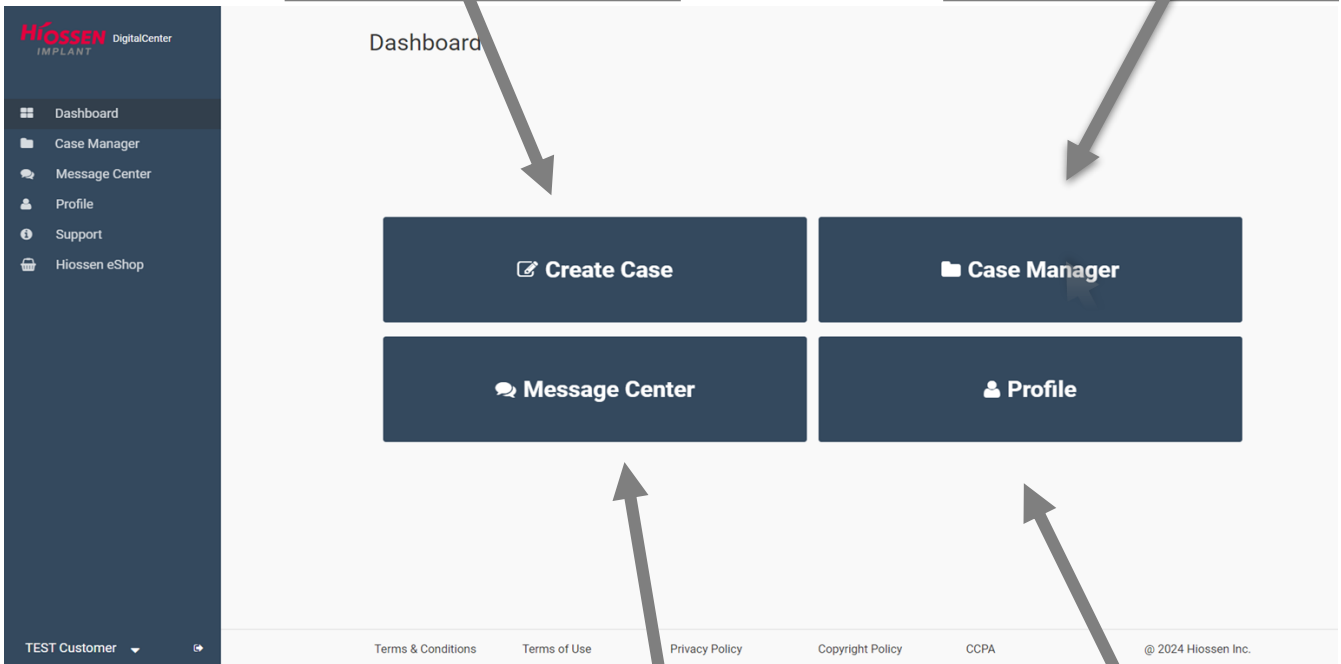 HIOSSEN
IMPLANT
DigitalCenter
Dashboard
Case Manager
Message Center
Profile
Support
Hiossen eShop
TEST Customer
Dashboard
Create Case
Case Manager
Message Center
Profile
Terms & Conditions
Terms of Use
Privacy Policy
Copyright Policy
CCPA
@ 2024 Hiossen Inc.